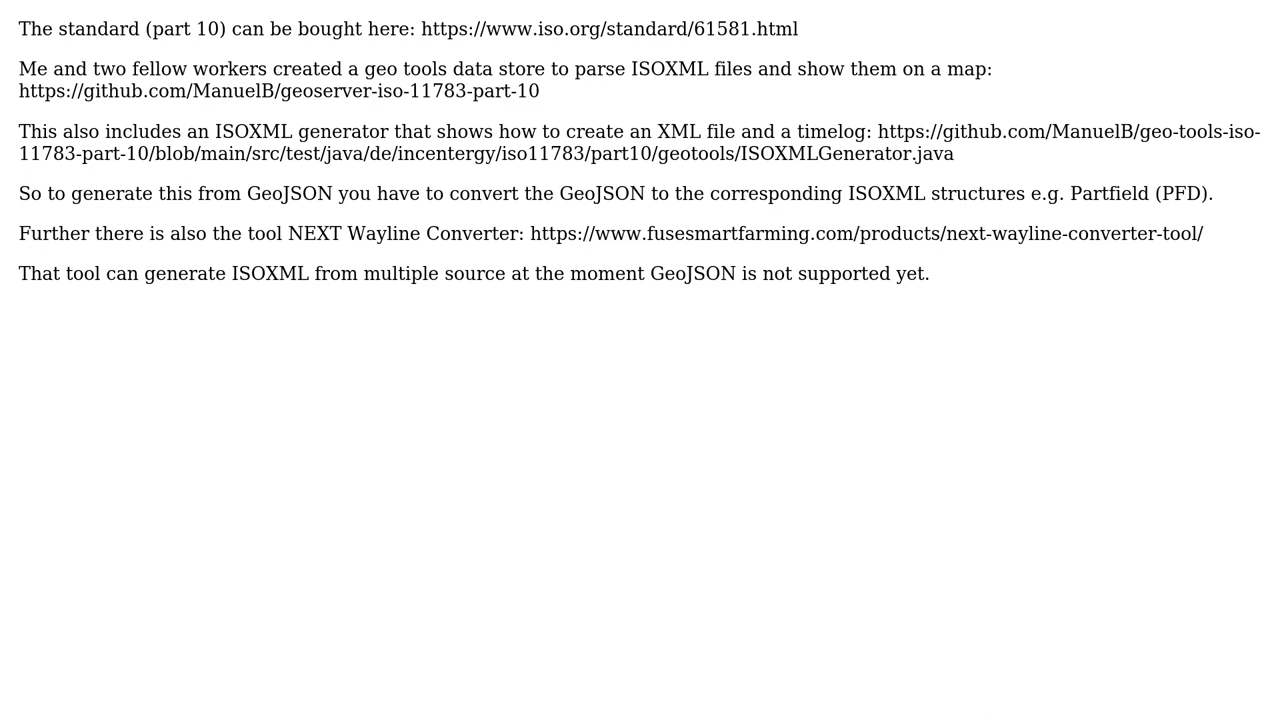 The standard (part 10) can be bought here: https://www.iso.org/standard/61581.html
Me and two fellow workers created a geo tools data store to parse ISOXML files and show them on a map:
https://github.com/ManuelB/geoserver-iso-11783-part-10
This also includes an ISOXML generator that shows how to create an XML file and a timelog: https://github.com/ManuelB/geo-tools-iso-
11783-part-10/blob/main/src/test/java/de/incentergy/iso11783/part10/geotools/ISOXMLGenerator.java
So to generate this from GeoJSON you have to convert the GeoJSON to the corresponding ISOXML structures e.g. Partfield (PFD).
Further there is also the tool NEXT Wayline Converter: https://www.fusesmartfarming.com/products/next-wayline-converter-tool/
That tool can generate ISOXML from multiple source at the moment GeoJSON is not supported yet.